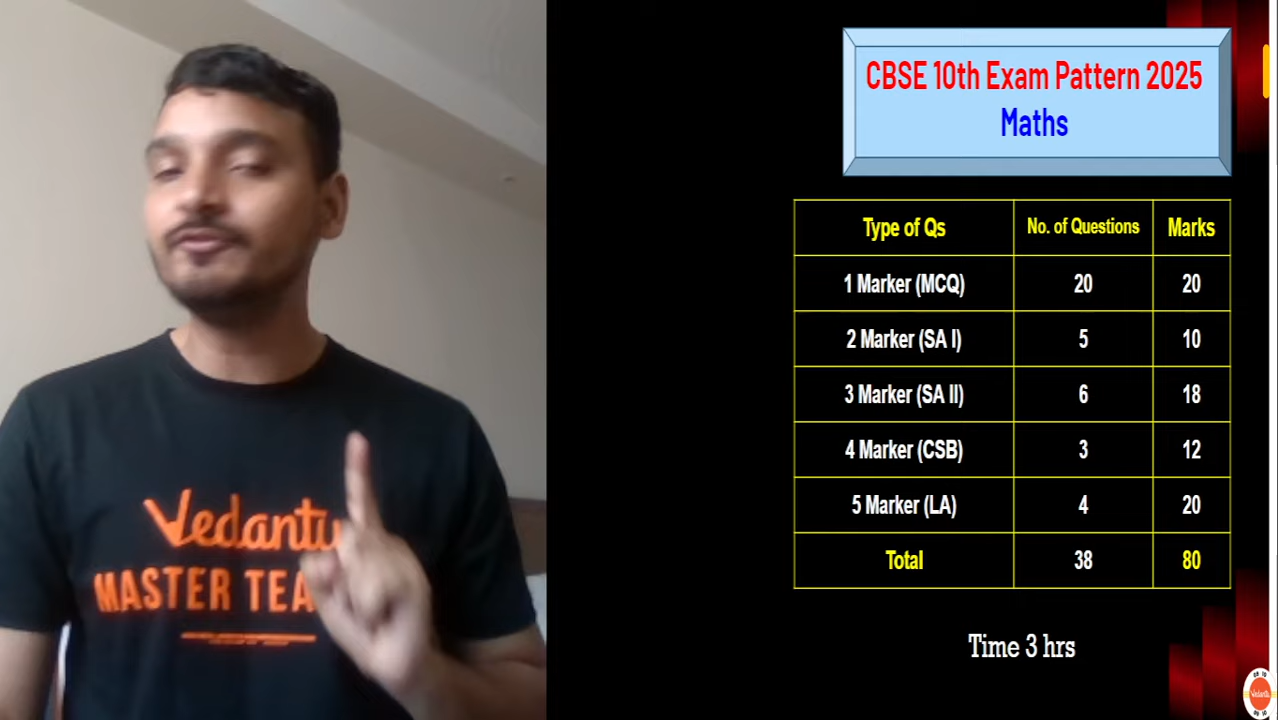 CBSE 10th Exam Pattern 2025
Maths
Type of Qs No. of Questions Marks
1 Marker (MCQ) 20 20
2 Marker (SA I) 5 10
3 Marker (SA II) 6 18
4 Marker (CSB) 3 12
5 Marker (LA) 4 20
Total 38 80
Time 3 hrs
Vedantu
MASTER TEA
Vedantu